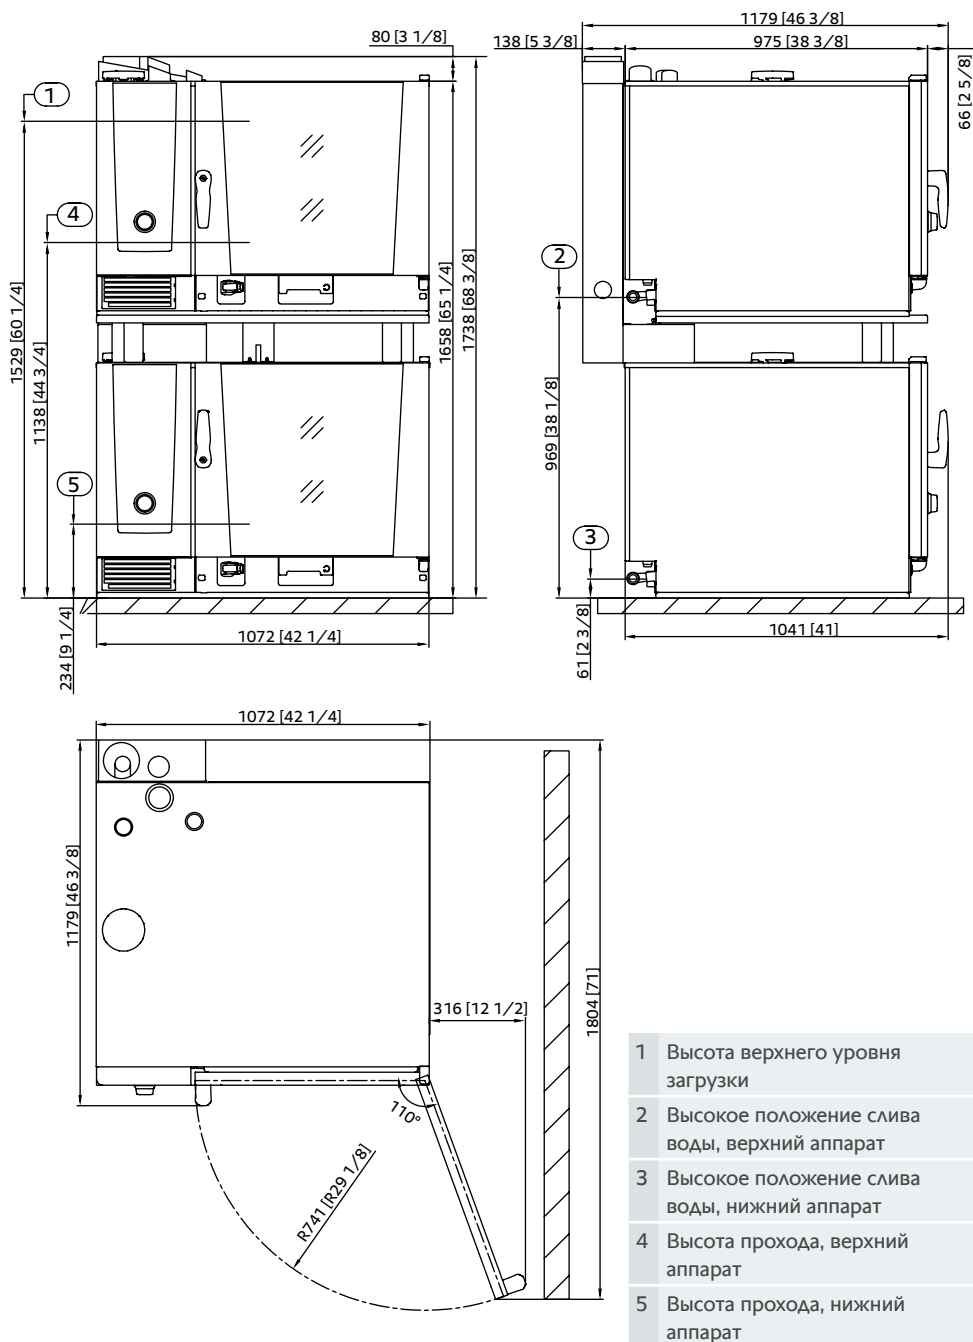 80 [3 1/8]
1
4
5
1529 [60 1/4]
1138 [44 3/4]
234 [9 1/4]
1658 [65 1/4]
1738 [68 3/8]
1072 [42 1/4]
1179 [46 3/8]
138 [5 3/8]
975 [38 3/8]
66 [2 5/8]
2
3
969 [38 1/8]
61 [2 3/8]
1041 [41]
1072 [42 1/4]
1179 [46 3/8]
316 [12 1/2]
1804 [71]
110°
R741 [R29 1/8]
1 Высота верхнего уровня
загрузки
2 Высокое положение слива
воды, верхний аппарат
3 Высокое положение слива
воды, нижний аппарат
4 Высота прохода, верхний
аппарат
5 Высота прохода, нижний
аппарат